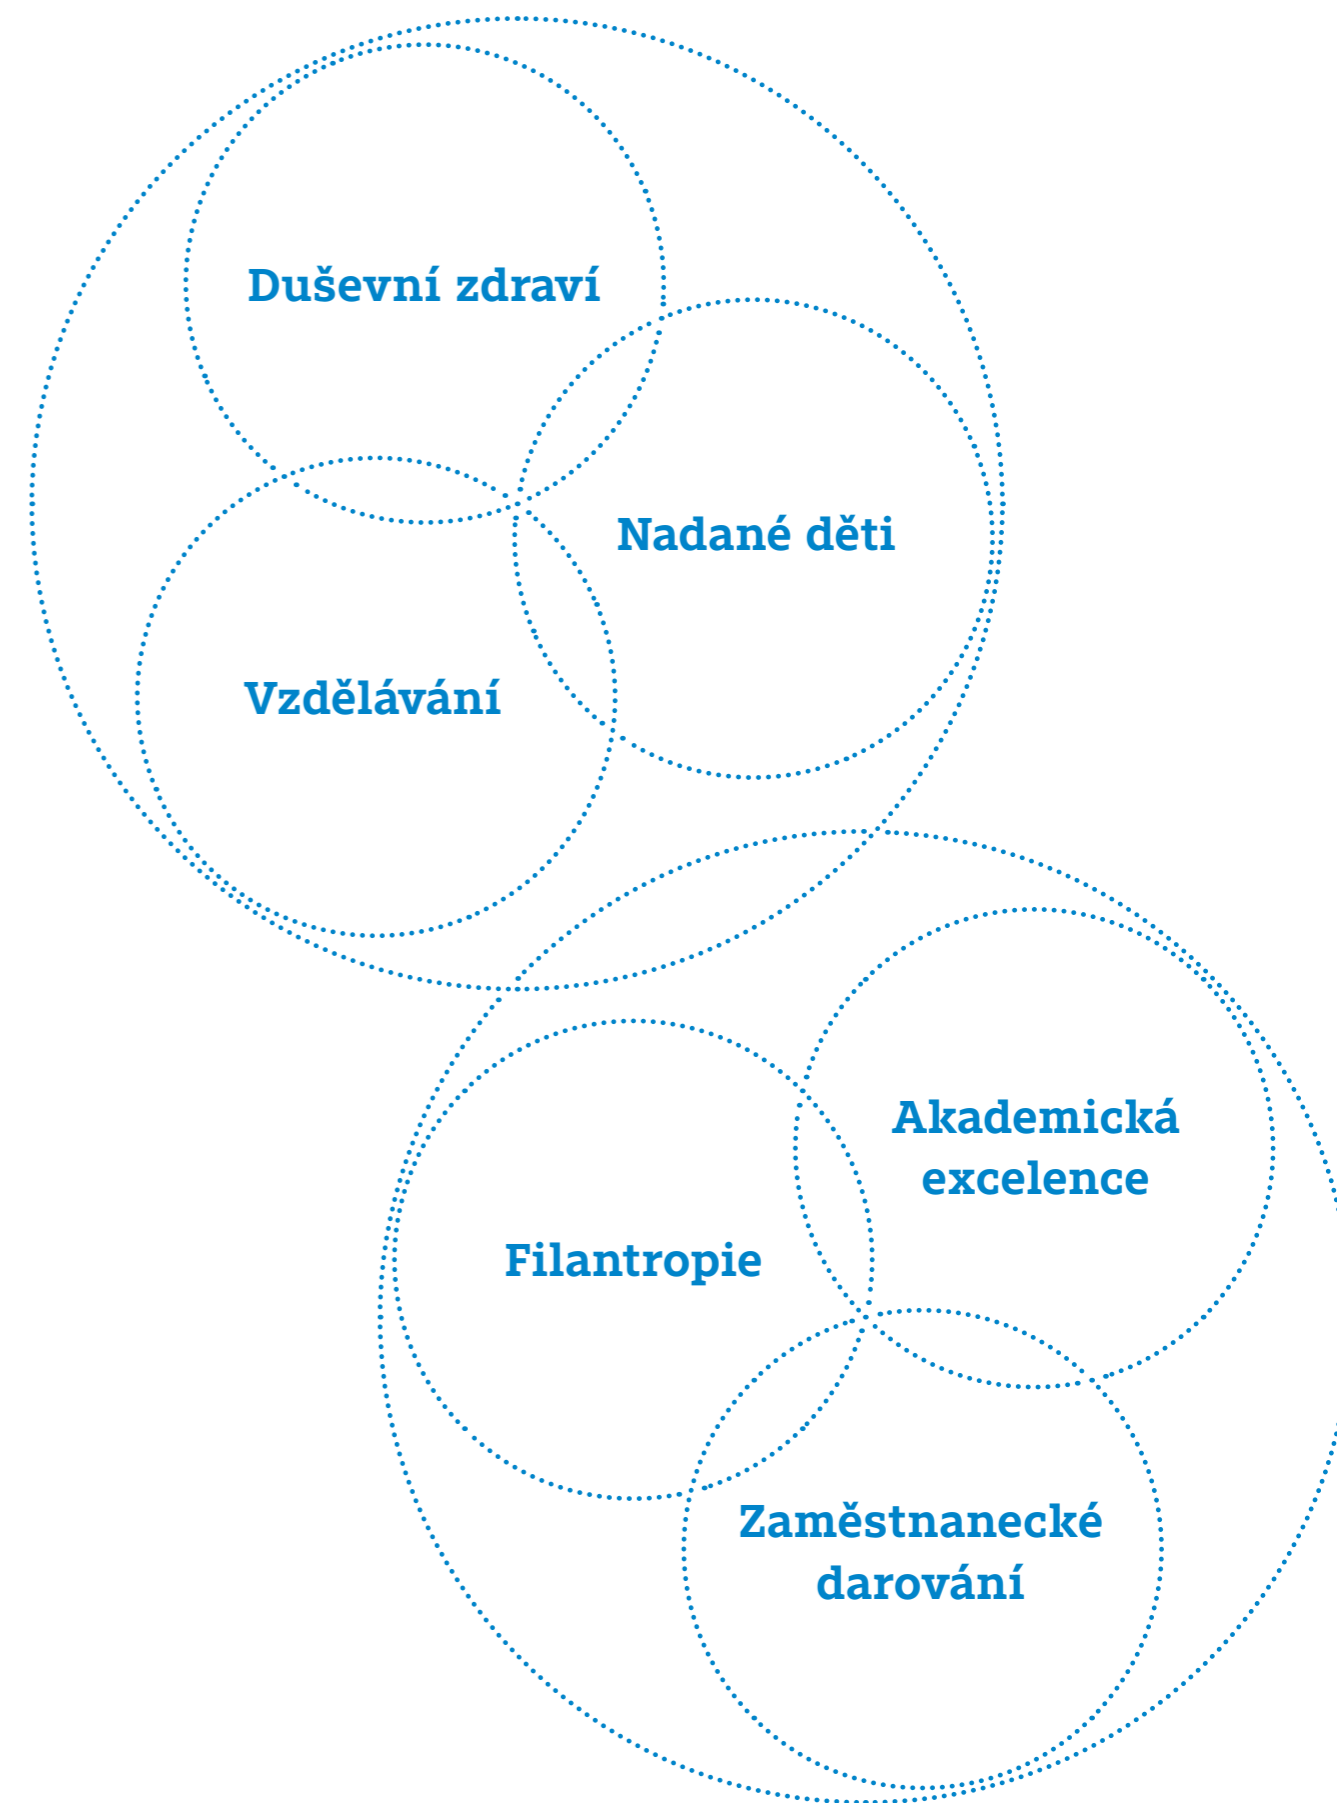 Duševní zdraví
Nadané děti
Vzdělávání
Akademická
excelence
Filantropie
Zaměstnanecké
darování